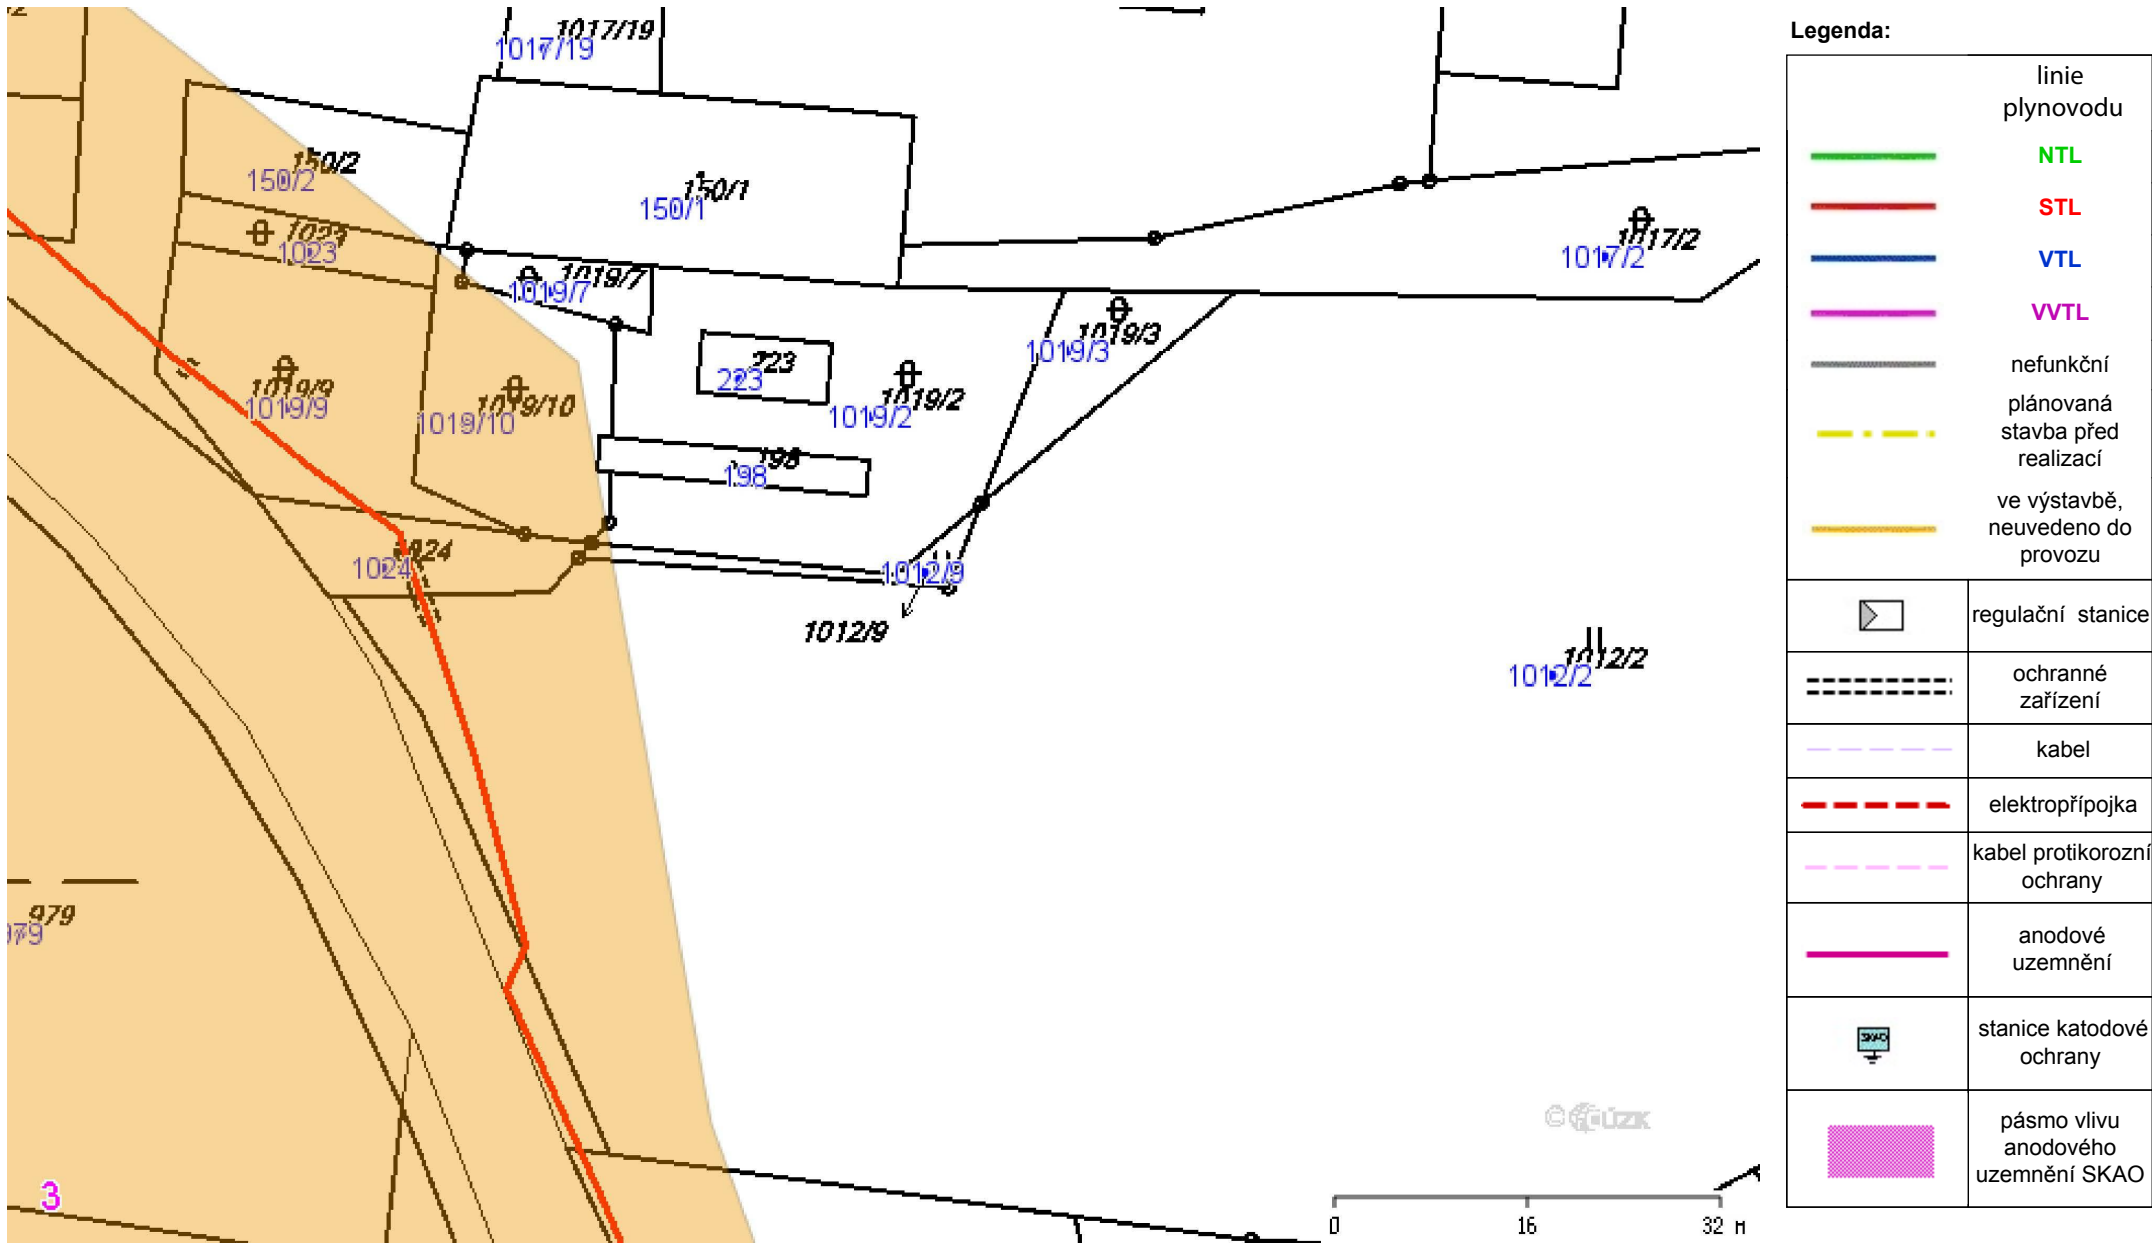 1017/19
1017/19
150/2
150/2
150/1
150/1
1023
1023
1019/7
1019/7
1017/2
1017/2
1019/3
1019/3
223
223
1019/9
1019/9
1019/10
1019/10
1019/2
1019/2
198
198
1024
1024
1012/9
1012/9
1012/2
1012/2
979
979
3
© ČÚZK
0 16 32 M
Legenda:
linie
plynovodu
NTL
STL
VTL
VVTL
nefunkční
plánovaná
stavba před
realizací
ve výstavbě,
neuvedeno do
provozu
regulační stanice
ochranné
zařízení
kabel
elektropřípojka
kabel protikorozní
ochrany
anodové
uzemnění
SKAO
stanice katodové
ochrany
pásmo vlivu
anodového
uzemnění SKAO